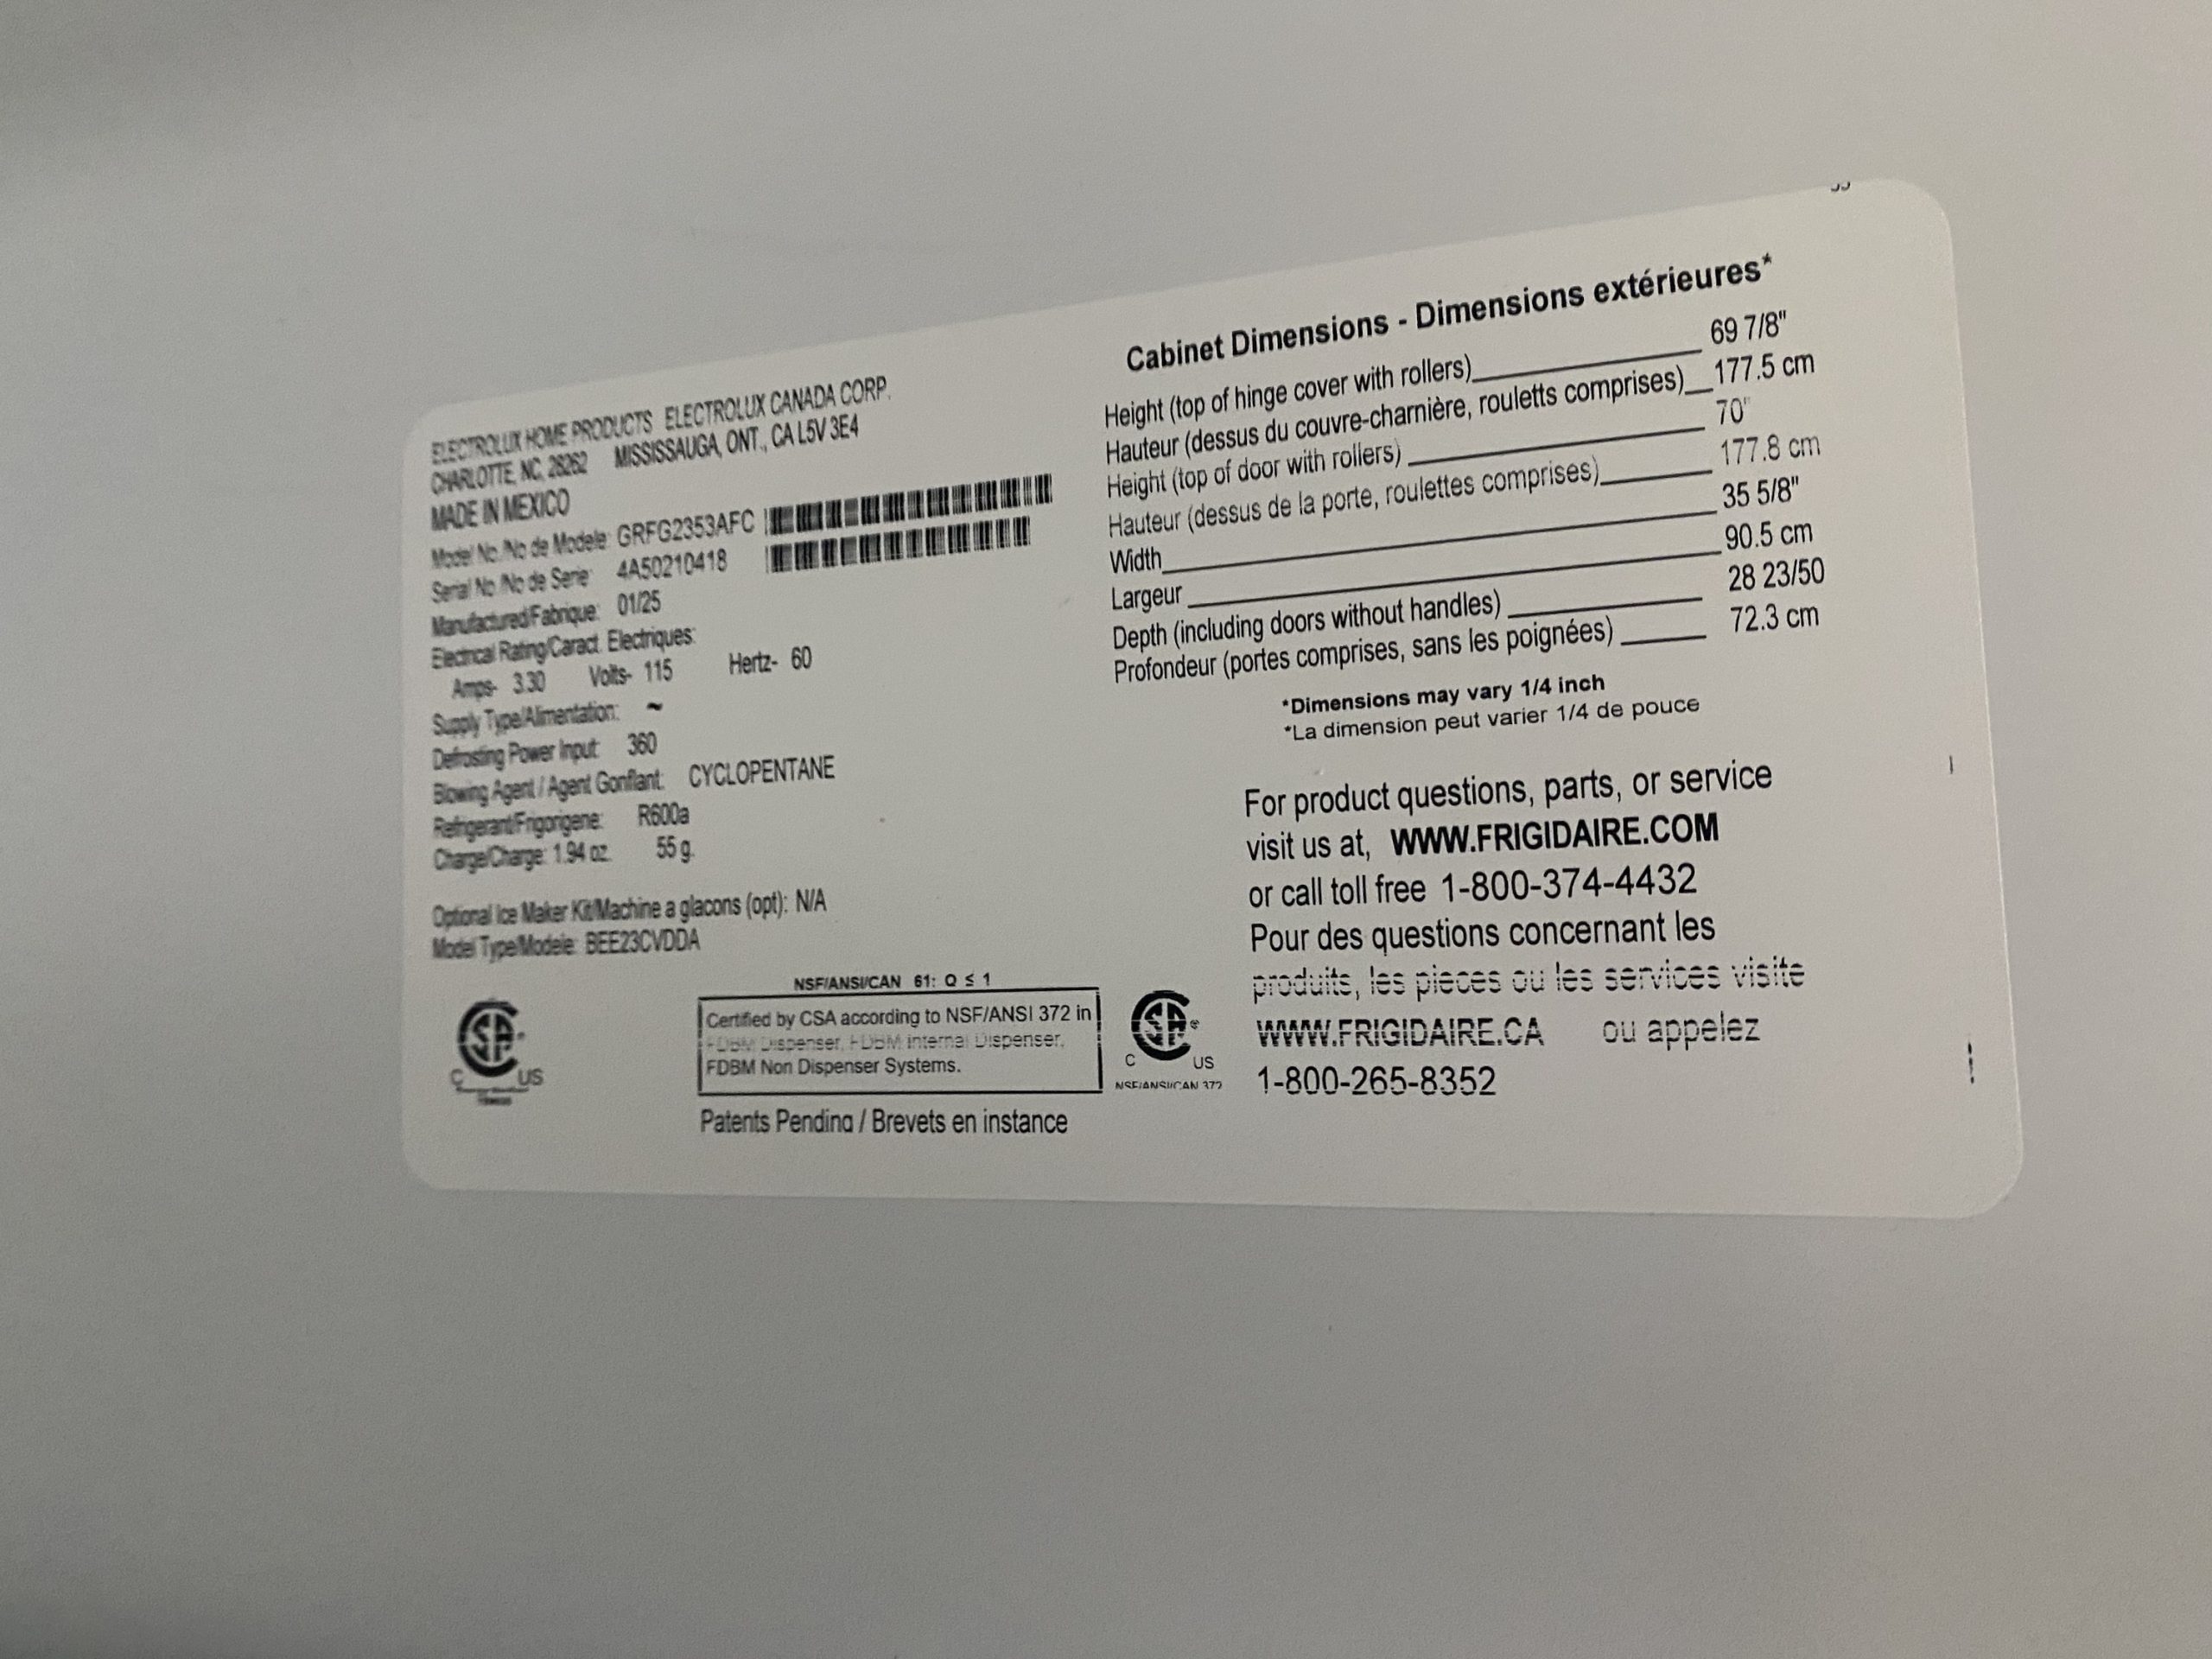 ELECTROLUX HOME PRODUCTS ELECTROLUX CANADA CORP.
CHARLOTTE, NC, 28262 MISSISSAUGA, ONT., CA L5V 3E4
MADE IN MEXICO
Model No./No de Modele: GRFG2353AFC
Serial No./No de Serie: 4A50210418
Manufactured/Fabrique: 01/25
Electrical Rating/Caract. Electriques:
Amps- 3.30 Volts- 115 Hertz- 60
Supply Type/Alimentation: ~
Defrosting Power Input: 360
Blowing Agent / Agent Gonflant: CYCLOPENTANE
Refrigerant/Frigorigene: R600a
Charge/Charge: 1.94 oz. 55 g.
Optional Ice Maker Kit/Machine a glacons (opt): N/A
Model Type/Modele: BEE23CVDDA
C US
NSF/ANSI/CAN 61: Q ≤ 1
Certified by CSA according to NSF/ANSI 372 in
FDBM Dispenser, FDBM Internal Dispenser,
FDBM Non Dispenser Systems.
C US
NSF/ANSI/CAN 372
Patents Pending / Brevets en instance
Cabinet Dimensions - Dimensions extérieures*
Height (top of hinge cover with rollers) 69 7/8"
Hauteur (dessus du couvre-charnière, rouletts comprises) 177.5 cm
Height (top of door with rollers) 70"
Hauteur (dessus de la porte, roulettes comprises) 177.8 cm
Width 35 5/8"
Largeur 90.5 cm
Depth (including doors without handles) 28 23/50
Profondeur (portes comprises, sans les poignées) 72.3 cm
*Dimensions may vary 1/4 inch
*La dimension peut varier 1/4 de pouce
For product questions, parts, or service
visit us at, WWW.FRIGIDAIRE.COM
or call toll free 1-800-374-4432
Pour des questions concernant les
produits, les pieces ou les services visite
WWW.FRIGIDAIRE.CA ou appelez
1-800-265-8352